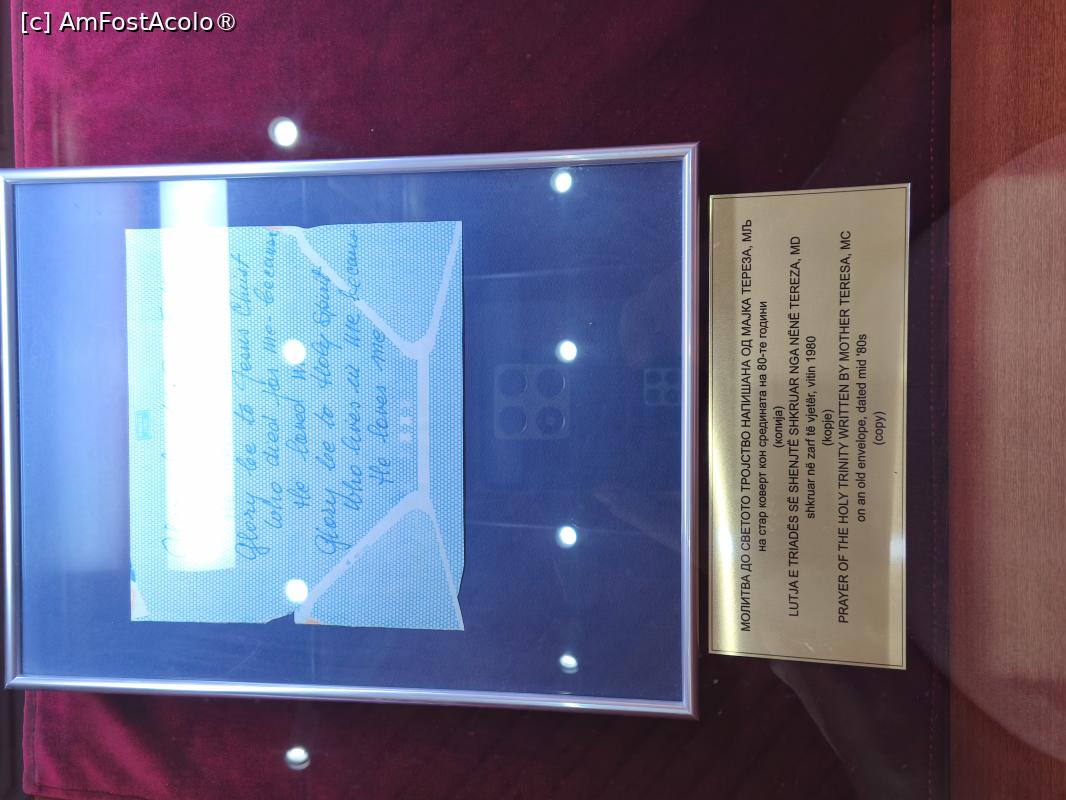 [c] AmFostAcolo®
Glory be to Jesus Christ
Who died for me because
He loved me
Glory be to Holy Spirit
Who lives in me because
He loves me
МОЛИТВА ДО СВЕТОТО ТРОЈСТВО НАПИШАНА ОД МАЈКА ТЕРЕЗА, МЉ
на стар коверт кон средината на 80-те години
(копија)
LUTJA E TRIADËS SË SHENJTË SHKRUAR NGA NËNË TEREZA, MD
shkruar në zarf të vjetër, vitin 1980
(kopje)
PRAYER OF THE HOLY TRINITY WRITTEN BY MOTHER TERESA, MC
on an old envelope, dated mid '80s
(copy)